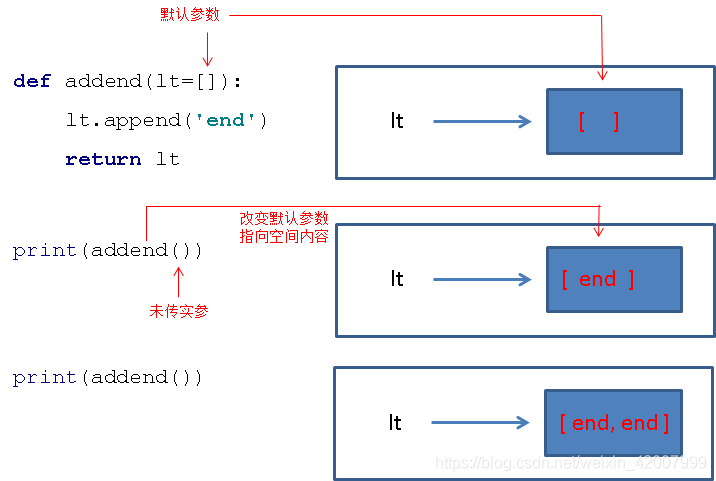 默认参数
def addend(lt=[]):
lt.append('end')
return lt
lt
[ ]
改变默认参数
指向空间内容
print(addend())
未传实参
lt
[ end ]
print(addend())
lt
[ end, end ]
https://blog.csdn.net/weixin_42007999